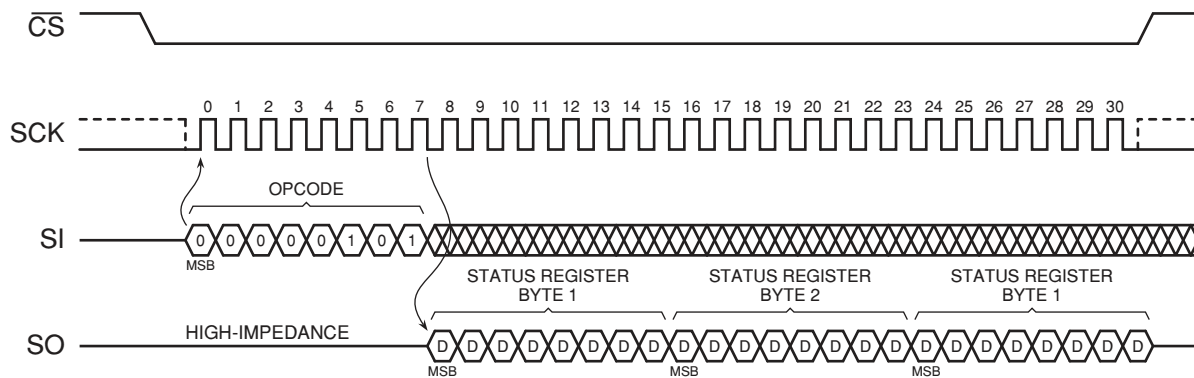 CS
0 1 2 3 4 5 6 7 8 9 10 11 12 13 14 15 16 17 18 19 20 21 22 23 24 25 26 27 28 29 30
SCK
OPCODE
SI 0 0 0 0 0 1 0 1
MSB
STATUS REGISTER
BYTE 1
STATUS REGISTER
BYTE 2
STATUS REGISTER
BYTE 1
HIGH-IMPEDANCE
SO D D D D D D D D D D D D D D D D D D D D D D D D
MSB MSB MSB